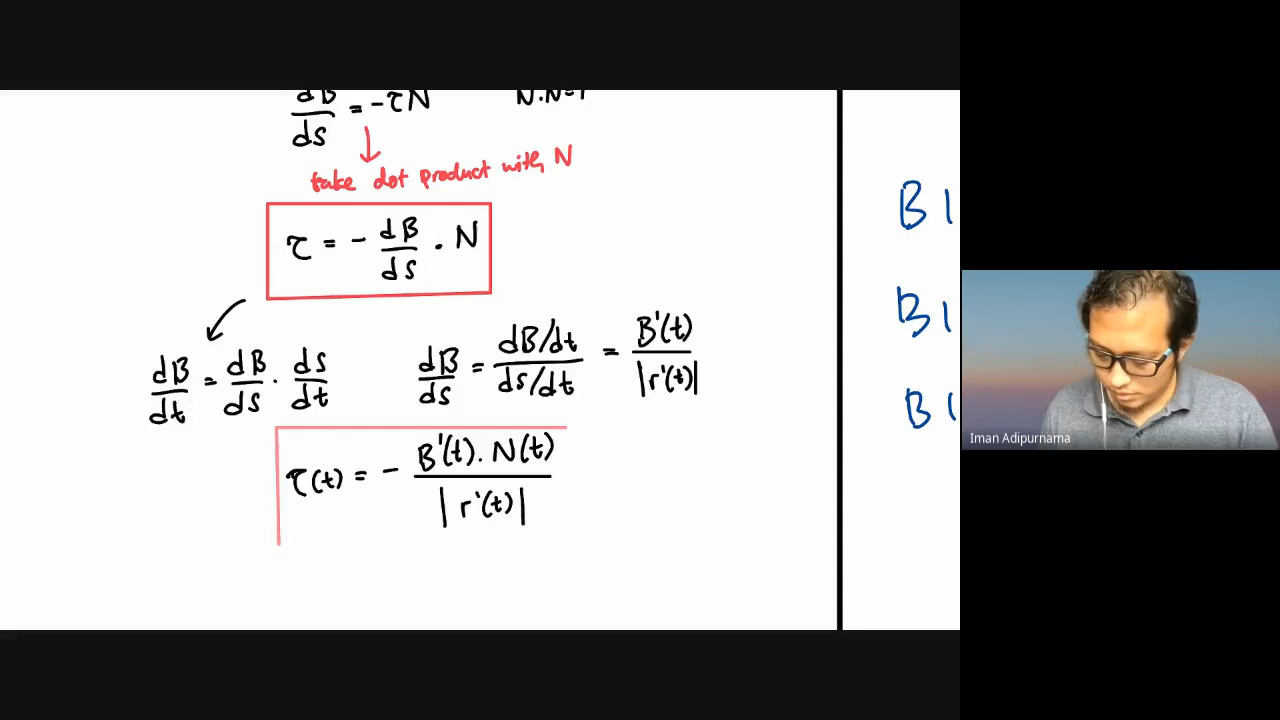 dB/ds = -τN
N·N=1
take dot product with N
τ = - dB/ds · N
dB/dt = dB/ds · ds/dt
dB/ds = (dB/dt)/(ds/dt) = B'(t)/|r'(t)|
τ(t) = - B'(t)·N(t)/|r'(t)|
B
B
B
Iman Adipurnama